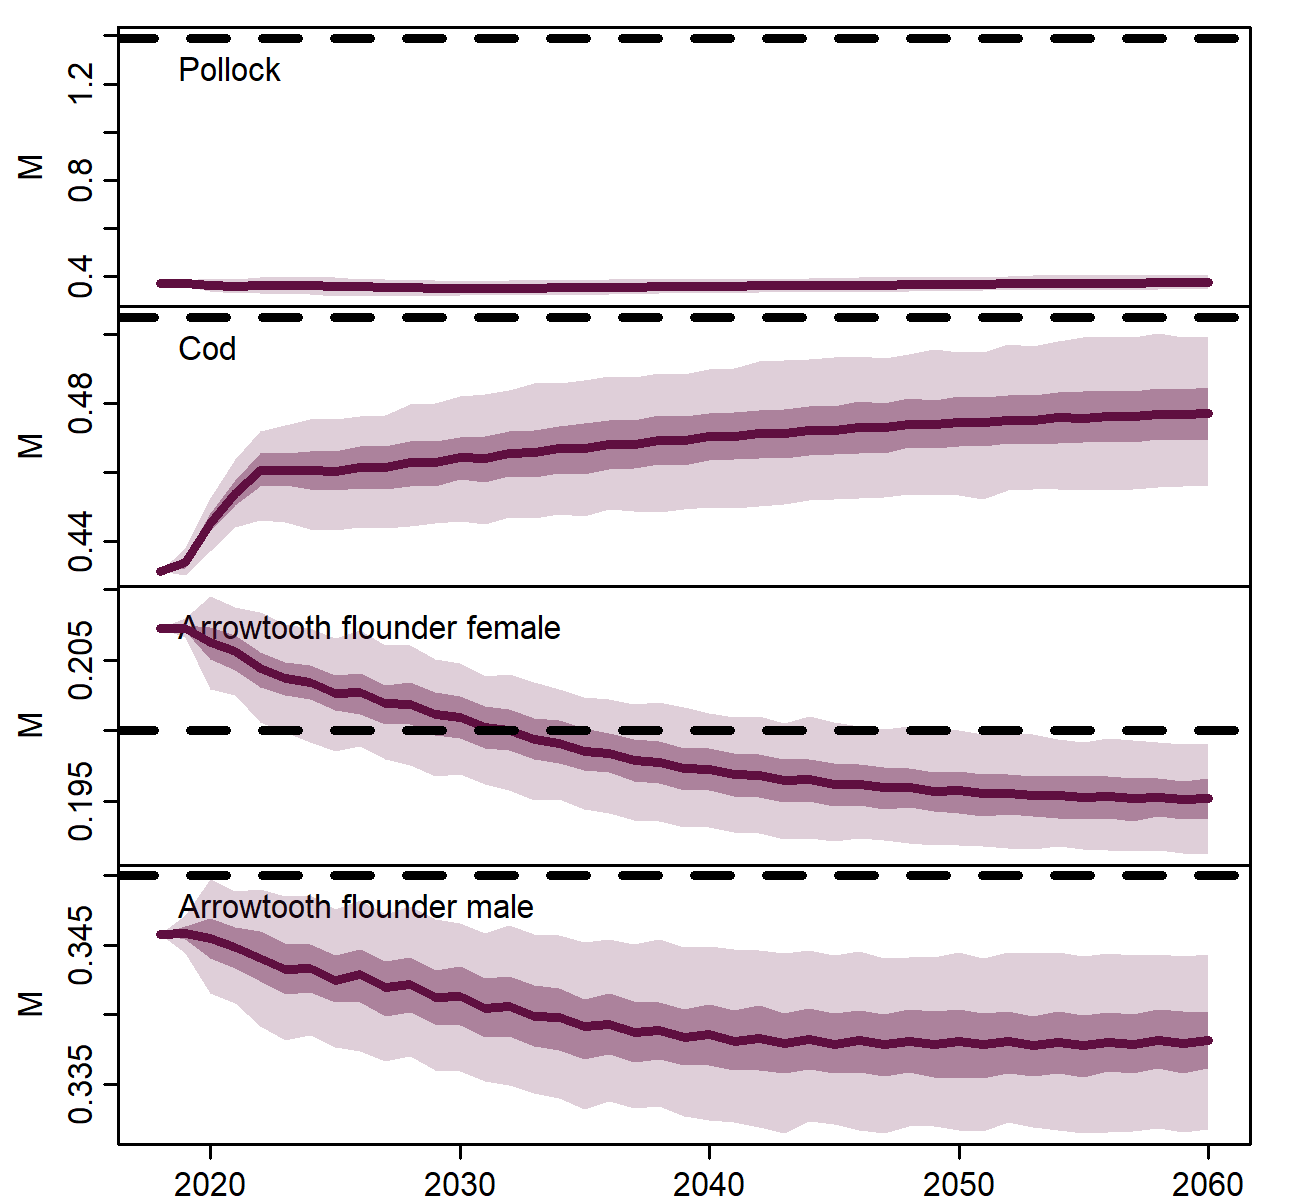 Pollock
M
1.2
0.8
0.4
Cod
M
0.48
0.44
Arrowtooth flounder female
M
0.205
0.195
Arrowtooth flounder male
M
0.345
0.335
2020 2030 2040 2050 2060